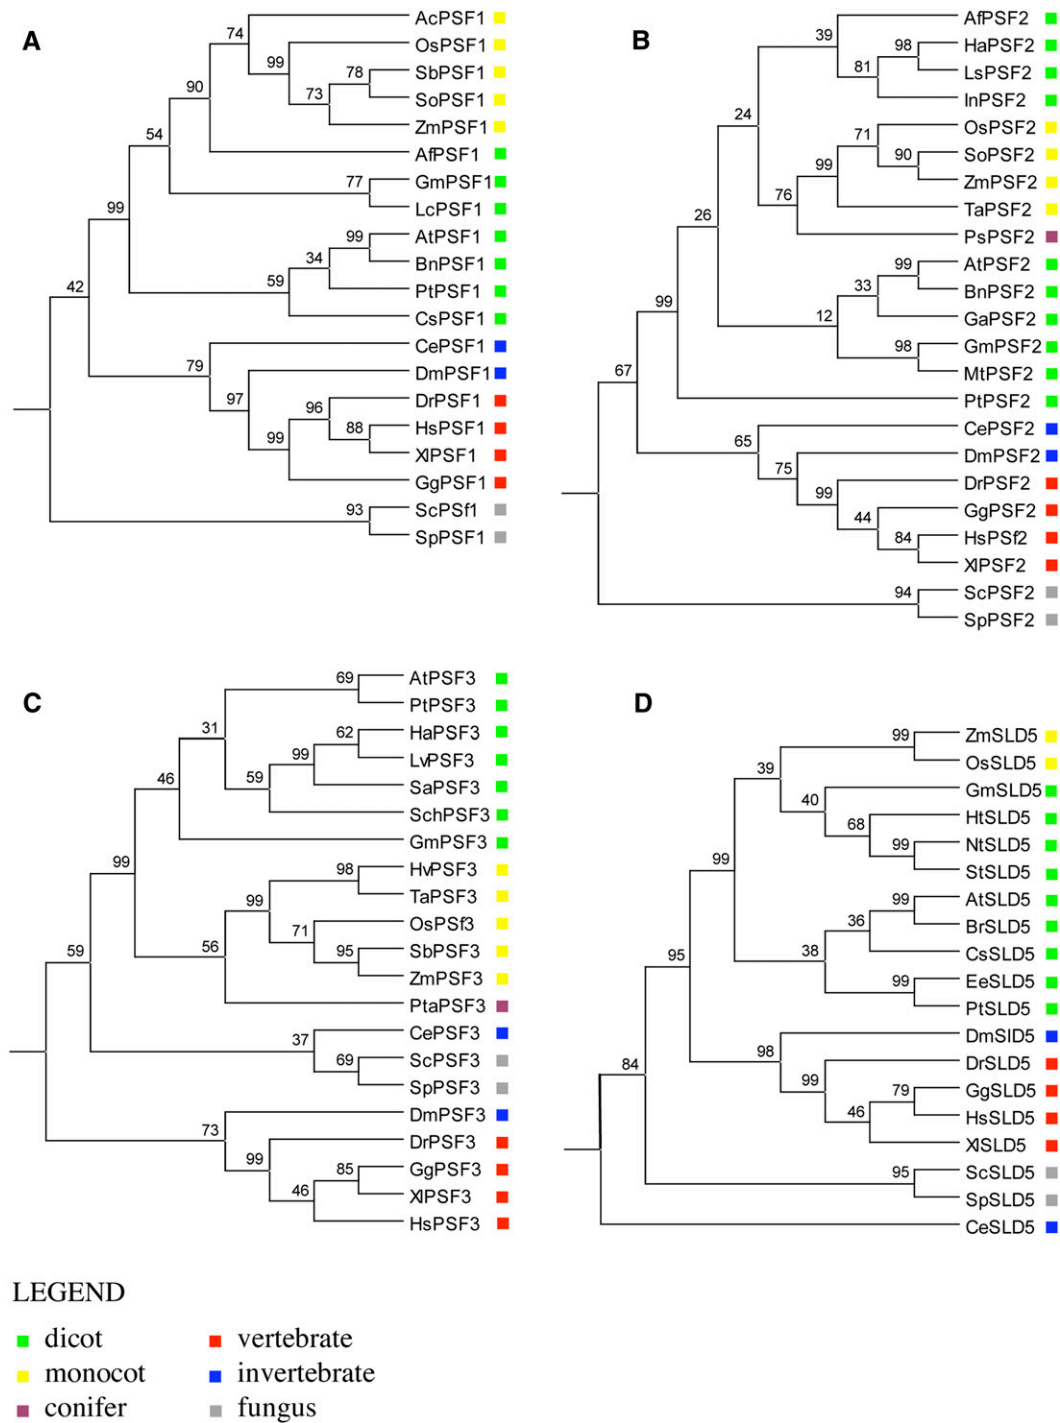 A
74
AcPSF1
OsPSF1
99
78
SbPSF1
SoPSF1
73
ZmPSF1
90
AfPSF1
54
77
GmPSF1
LcPSF1
99
99
AtPSF1
BnPSF1
34
PtPSF1
59
CsPSF1
42
CePSF1
79
DmPSF1
97
96
DrPSF1
88
HsPSF1
XlPSF1
99
GgPSF1
93
ScPSf1
SpPSF1
B
39
AfPSF2
98
HaPSF2
LsPSF2
81
InPSF2
24
71
OsPSF2
90
SoPSF2
ZmPSF2
99
TaPSF2
76
PsPSF2
26
99
AtPSF2
BnPSF2
33
GaPSF2
12
98
GmPSF2
MtPSF2
99
PtPSF2
67
65
CePSF2
75
DmPSF2
99
DrPSF2
44
GgPSF2
84
HsPSf2
XlPSF2
94
ScPSF2
SpPSF2
C
69
AtPSF3
PtPSF3
31
62
HaPSF3
LvPSF3
99
SaPSF3
59
SchPSF3
46
GmPSF3
99
98
HvPSF3
TaPSF3
99
OsPSf3
71
95
SbPSF3
ZmPSF3
56
PtaPSF3
59
37
CePSF3
69
ScPSF3
SpPSF3
73
DmPSF3
99
DrPSF3
85
GgPSF3
XlPSF3
46
HsPSF3
D
99
ZmSLD5
OsSLD5
39
40
GmSLD5
68
HtSLD5
99
NtSLD5
StSLD5
99
99
AtSLD5
BrSLD5
36
CsSLD5
38
99
EeSLD5
PtSLD5
95
98
DmSlD5
99
DrSLD5
79
GgSLD5
HsSLD5
46
XlSLD5
84
95
ScSLD5
SpSLD5
CeSLD5
LEGEND
dicot
monocot
conifer
vertebrate
invertebrate
fungus